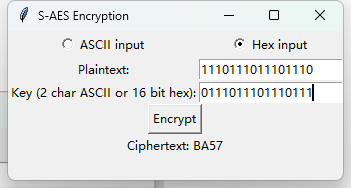 S-AES Encryption
ASCII input Hex input
Plaintext: 1110111011101110
Key (2 char ASCII or 16 bit hex): 0111011101110111
Encrypt
Ciphertext: BA57